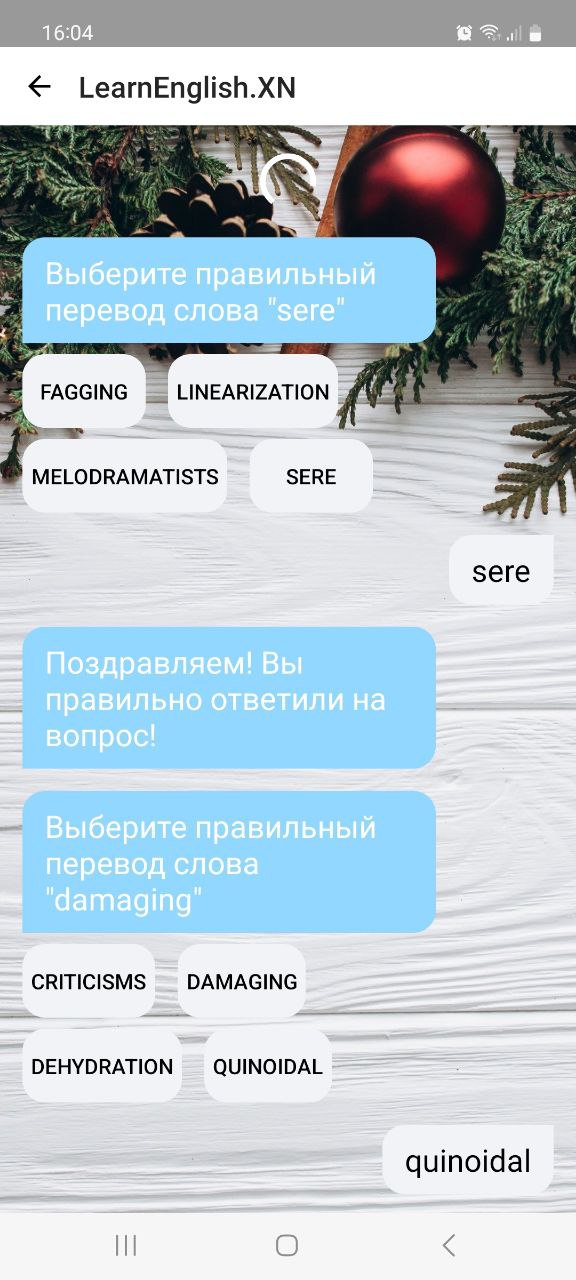 16:04
LearnEnglish.XN
Выберите правильный
перевод слова "sere"
FAGGING
LINEARIZATION
MELODRAMATISTS
SERE
sere
Поздравляем! Вы
правильно ответили на
вопрос!
Выберите правильный
перевод слова
"damaging"
CRITICISMS
DAMAGING
DEHYDRATION
QUINOIDAL
quinoidal